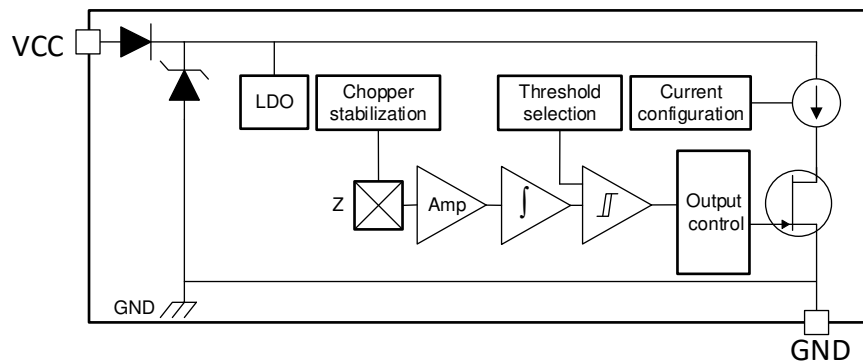 VCC
LDO
Chopper
stabilization
Threshold
selection
Current
configuration
Z
Amp
∫
Output
control
GND
GND